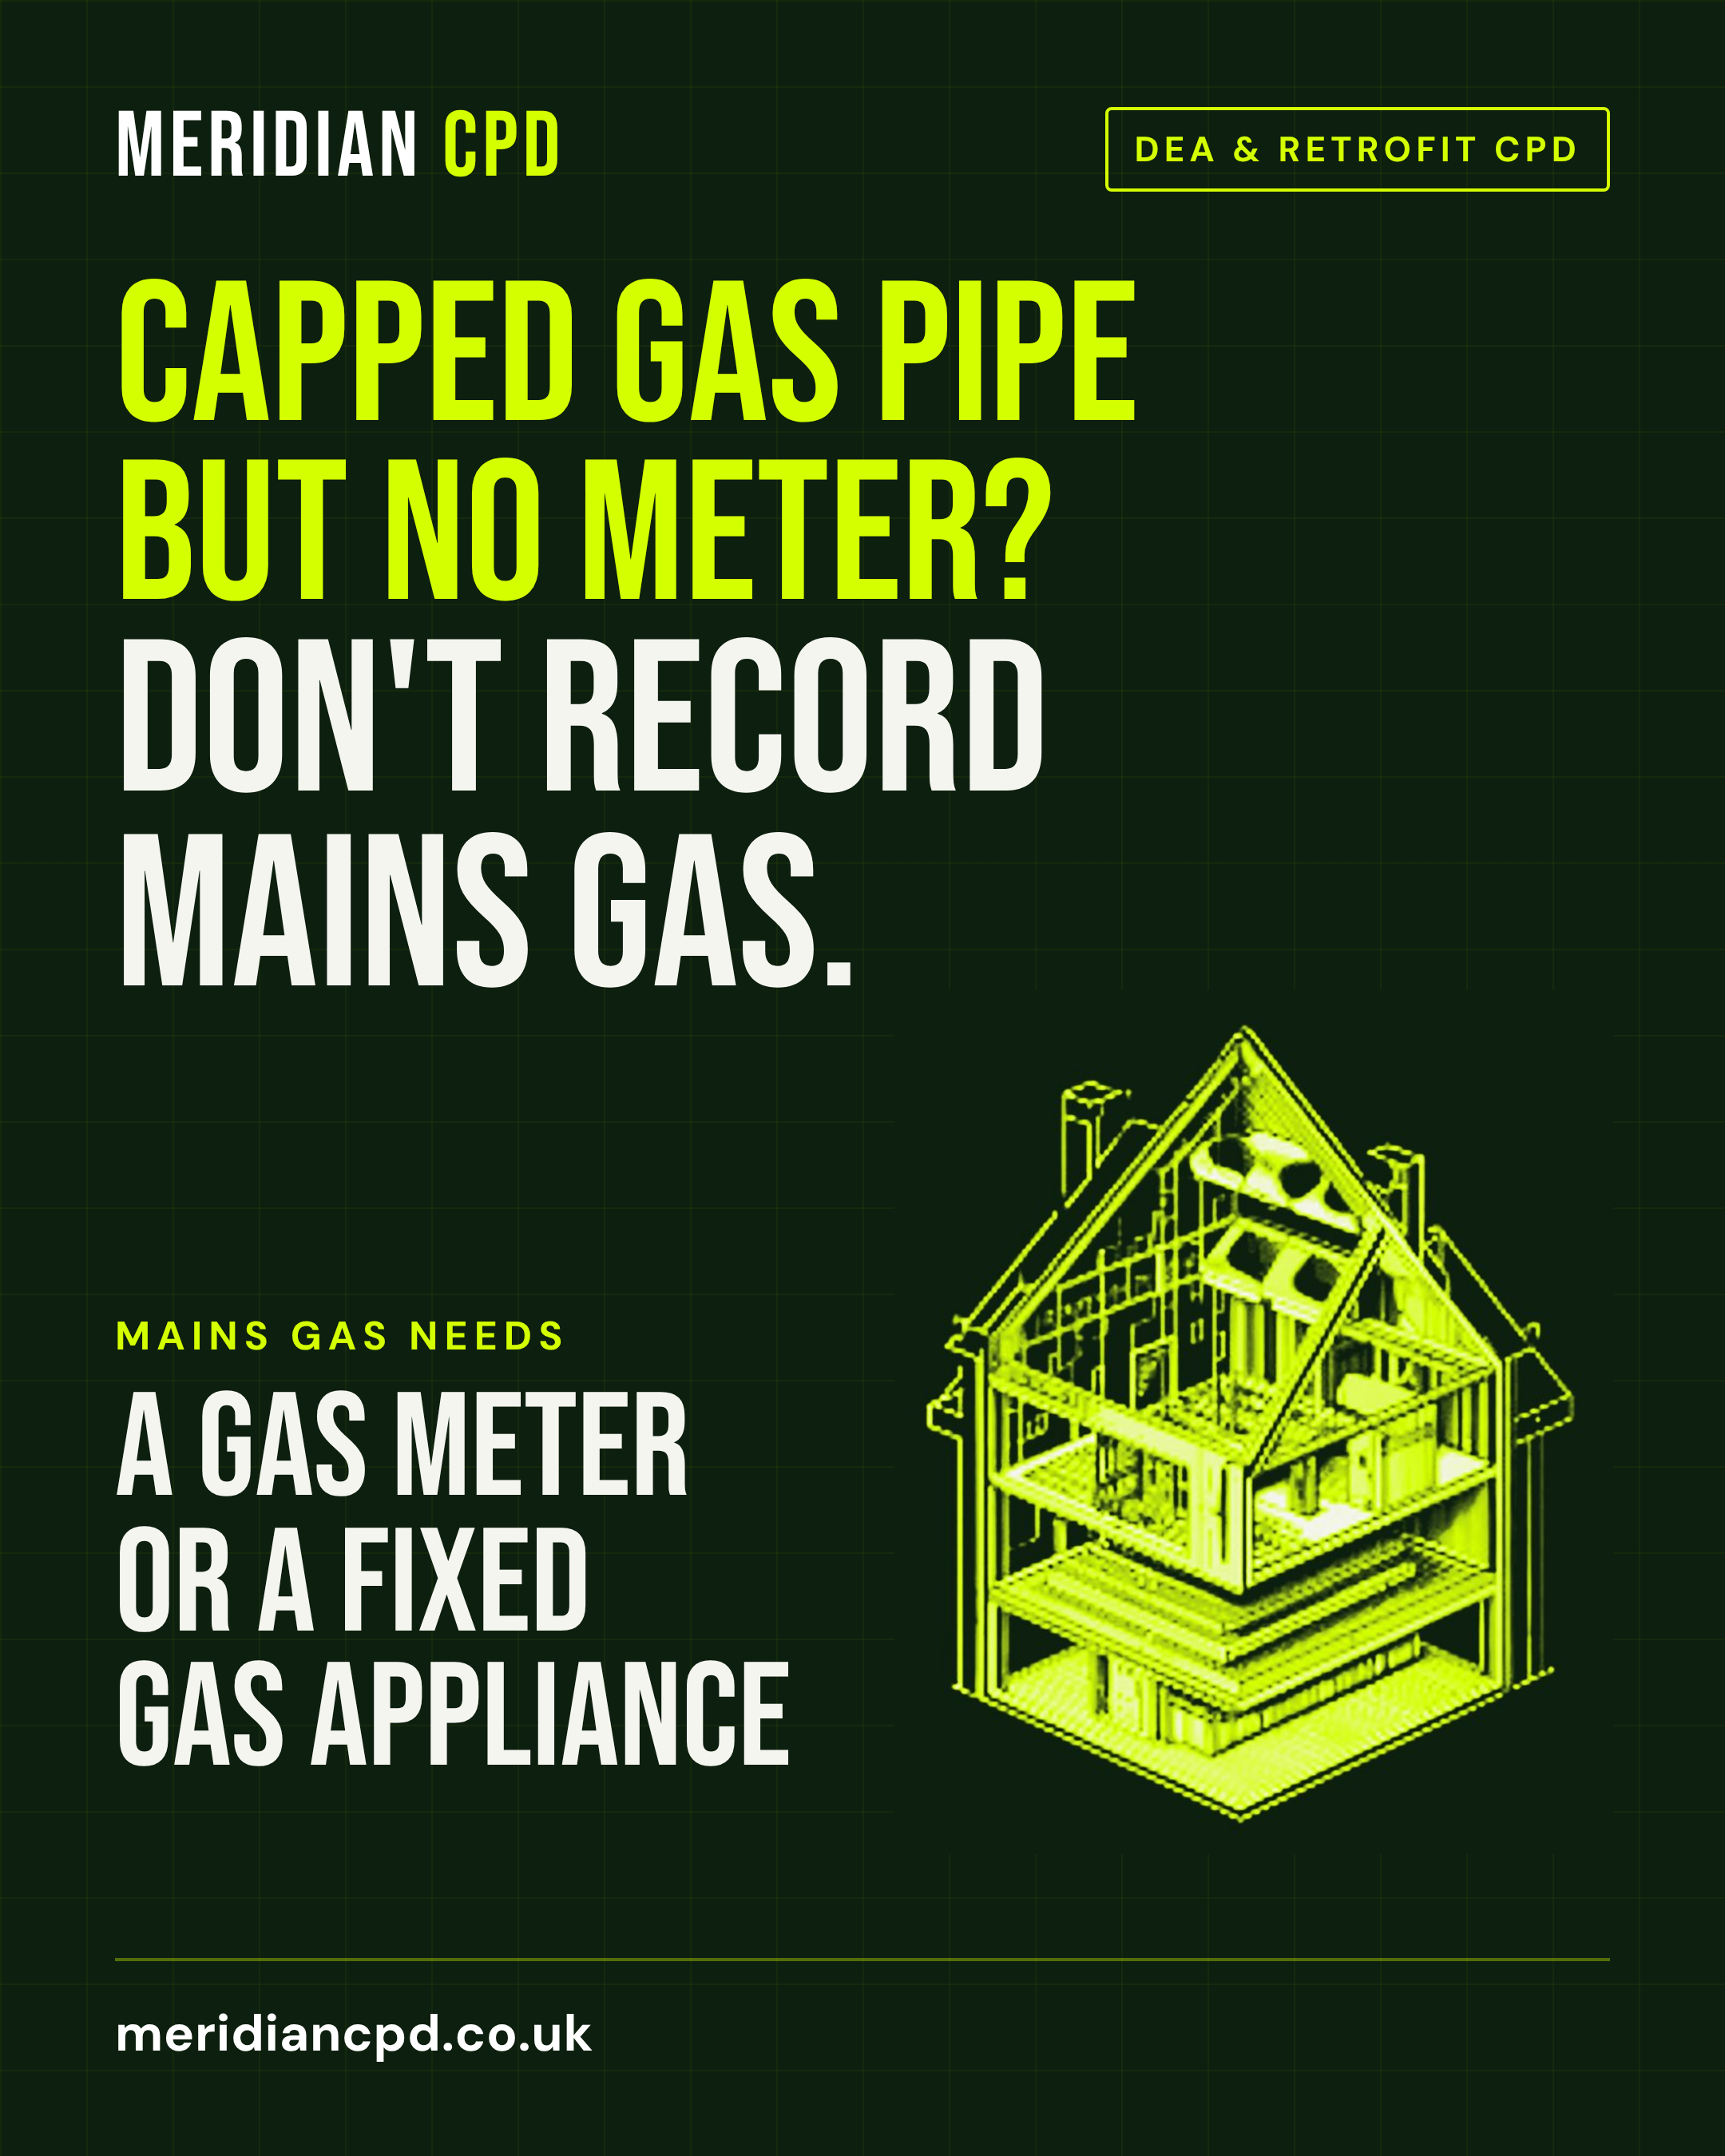 MERIDIAN CPD
DEA & RETROFIT CPD
CAPPED GAS PIPE
BUT NO METER?
DON'T RECORD
MAINS GAS.
MAINS GAS NEEDS
A GAS METER
OR A FIXED
GAS APPLIANCE
meridiancpd.co.uk